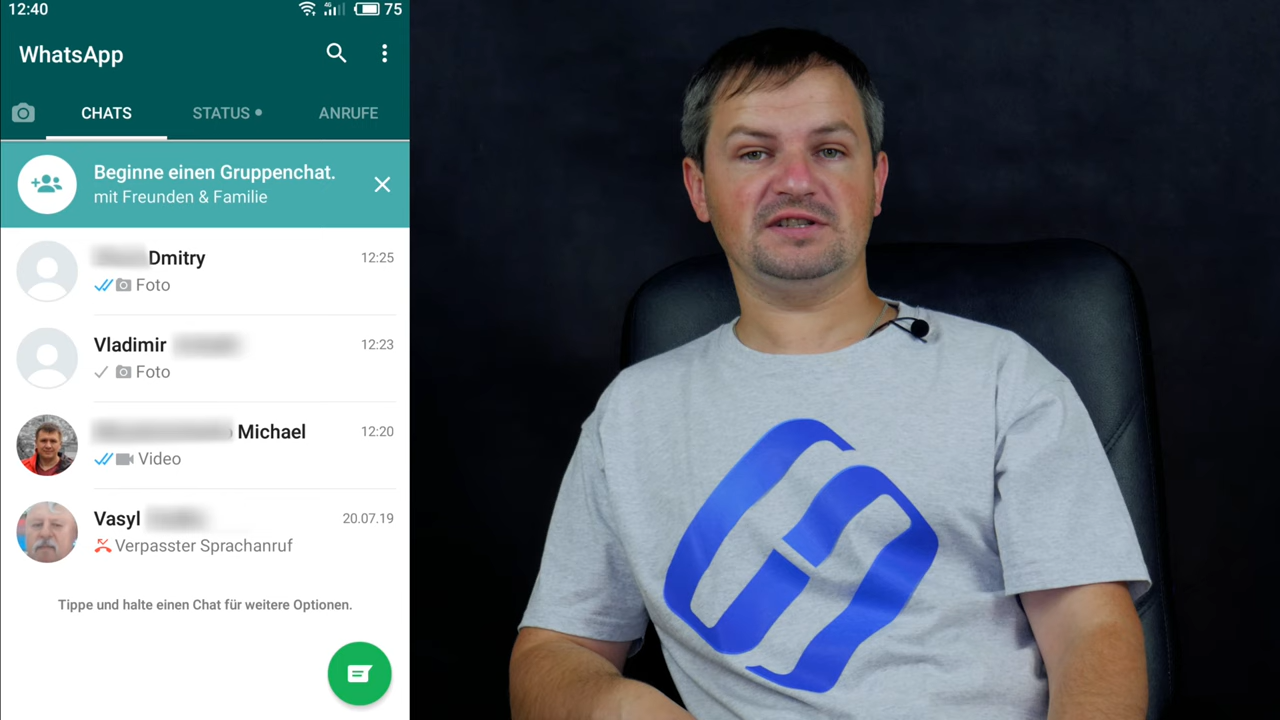 12:40
4G
75
WhatsApp
CHATS
STATUS
ANRUFE
Beginne einen Gruppenchat.
mit Freunden & Familie
Dmitry
12:25
Foto
Vladimir
12:23
Foto
Michael
12:20
Video
Vasyl
20.07.19
Verpasster Sprachanruf
Tippe und halte einen Chat für weitere Optionen.